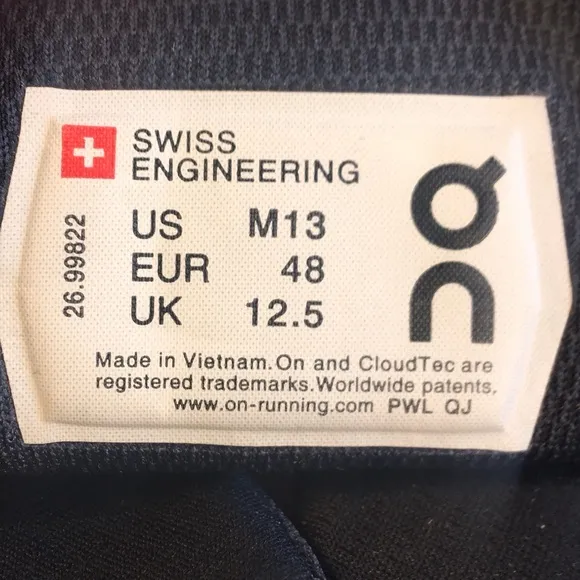 SWISS
ENGINEERING
US M13
EUR 48
UK 12.5
26.99822
On
Made in Vietnam. On and CloudTec are
registered trademarks. Worldwide patents.
www.on-running.com PWL QJ